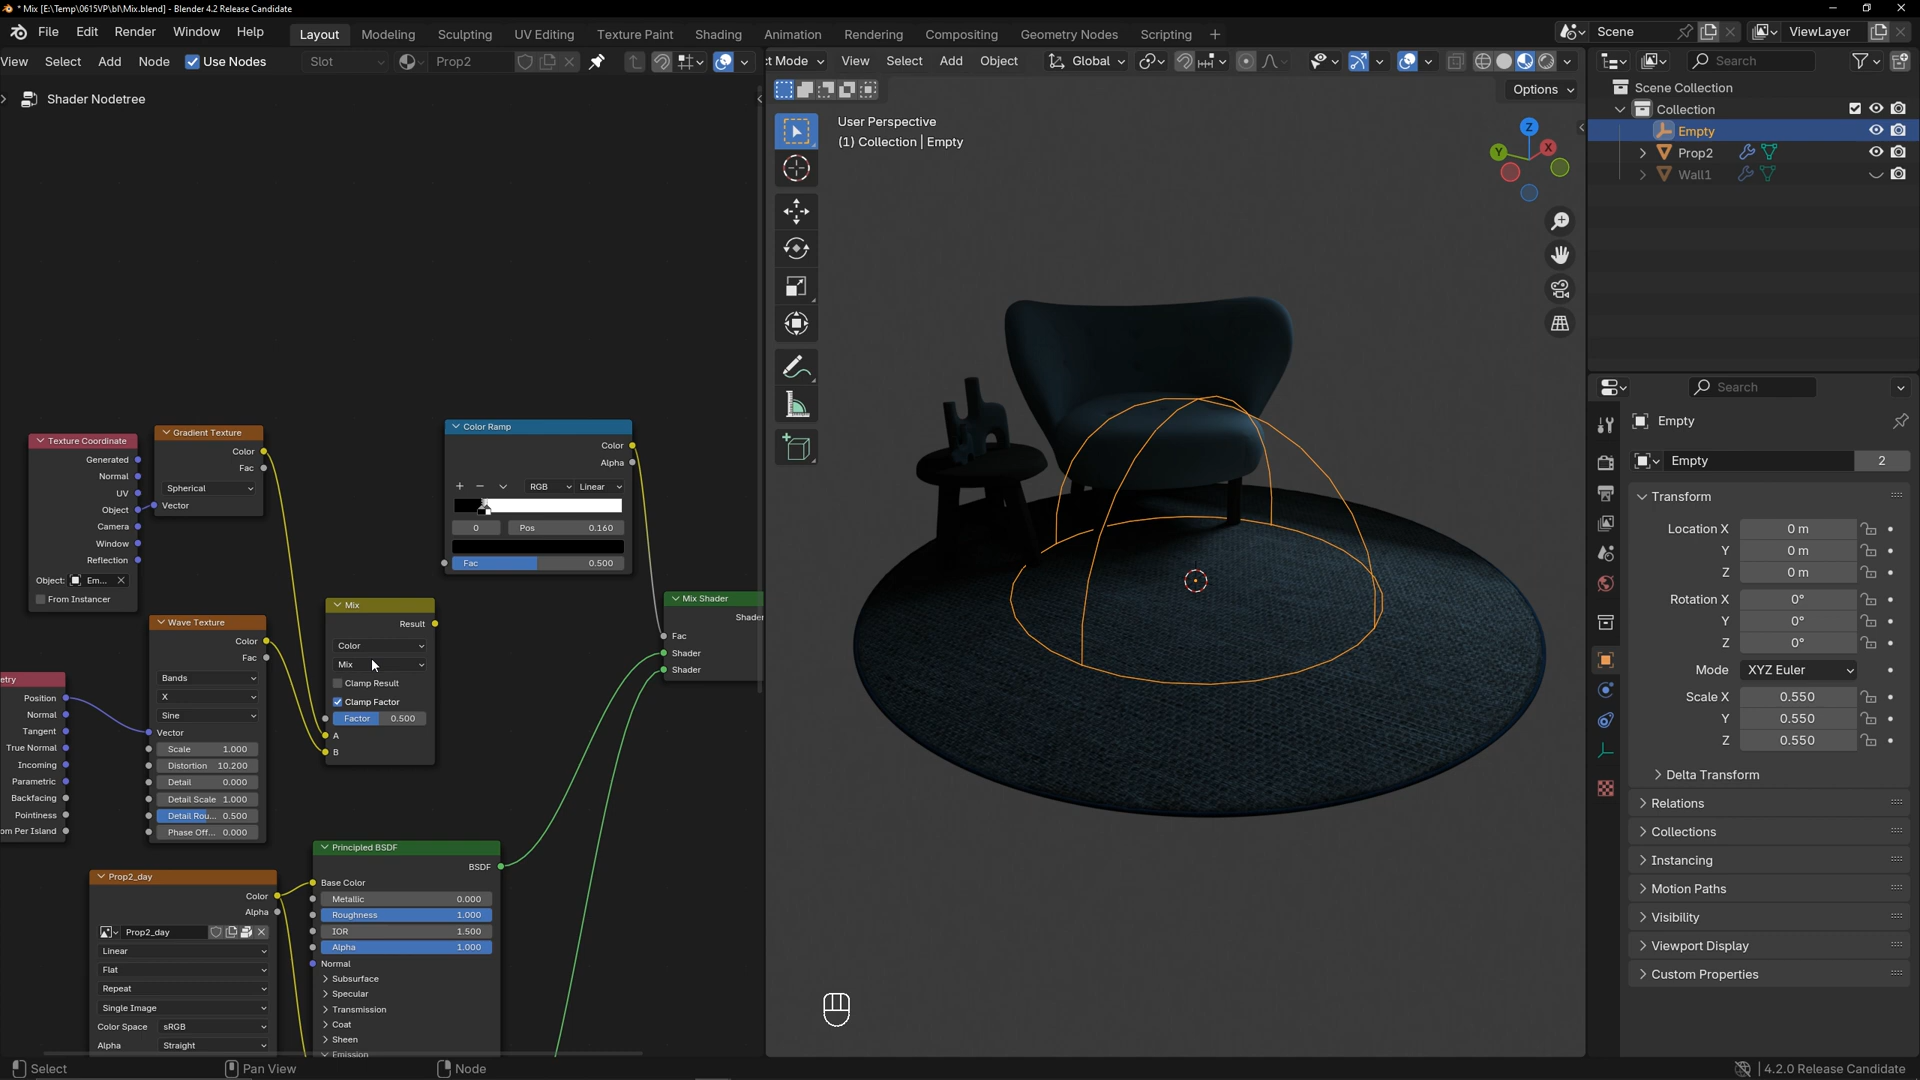 * Mix [E:\Temp\0615VP\bl\Mix.blend] - Blender 4.2 Release Candidate
File Edit Render Window Help
Layout Modeling Sculpting UV Editing Texture Paint Shading Animation Rendering Compositing Geometry Nodes Scripting +
Scene
ViewLayer
View Select Add Node Use Nodes Slot Prop2
Shader Nodetree
t Mode View Select Add Object Global
Options
User Perspective
(1) Collection | Empty
Z
Y
X
Search
Scene Collection
Collection
Empty
Prop2
Wall1
Texture Coordinate
Generated
Normal
UV
Object
Camera
Window
Reflection
Object: Em...
From Instancer
Gradient Texture
Color
Fac
Spherical
Vector
Color Ramp
Color
Alpha
RGB Linear
0 Pos 0.160
Fac 0.500
Wave Texture
Color
Fac
Bands
X
Sine
Vector
Scale 1.000
Distortion 10.200
Detail 0.000
Detail Scale 1.000
Detail Rou... 0.500
Phase Off... 0.000
Mix
Result
Color
Mix
Clamp Result
Clamp Factor
Factor 0.500
A
B
Mix Shader
Shader
Fac
Shader
Shader
etry
Position
Normal
Tangent
True Normal
Incoming
Parametric
Backfacing
Pointiness
om Per Island
Principled BSDF
BSDF
Base Color
Metallic 0.000
Roughness 1.000
IOR 1.500
Alpha 1.000
Normal
Subsurface
Specular
Transmission
Coat
Sheen
Emission
Prop2_day
Color
Alpha
Prop2_day
Linear
Flat
Repeat
Single Image
Color Space sRGB
Alpha Straight
Search
Empty
Empty 2
Transform
Location X 0 m
Y 0 m
Z 0 m
Rotation X 0°
Y 0°
Z 0°
Mode XYZ Euler
Scale X 0.550
Y 0.550
Z 0.550
Delta Transform
Relations
Collections
Instancing
Motion Paths
Visibility
Viewport Display
Custom Properties
Select Pan View Node
4.2.0 Release Candidate